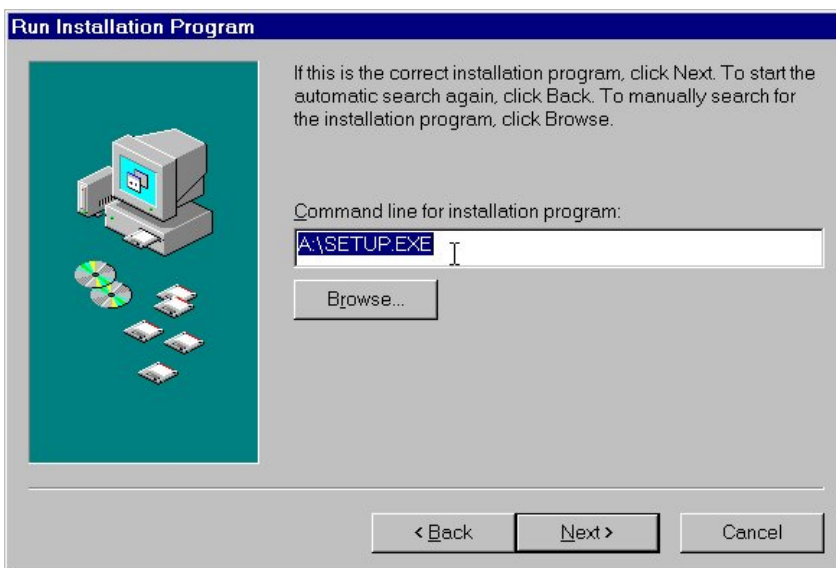 Run Installation Program
If this is the correct installation program, click Next. To start the
automatic search again, click Back. To manually search for
the installation program, click Browse.
Command line for installation program:
A:\SETUP.EXE
Browse...
< Back
Next >
Cancel